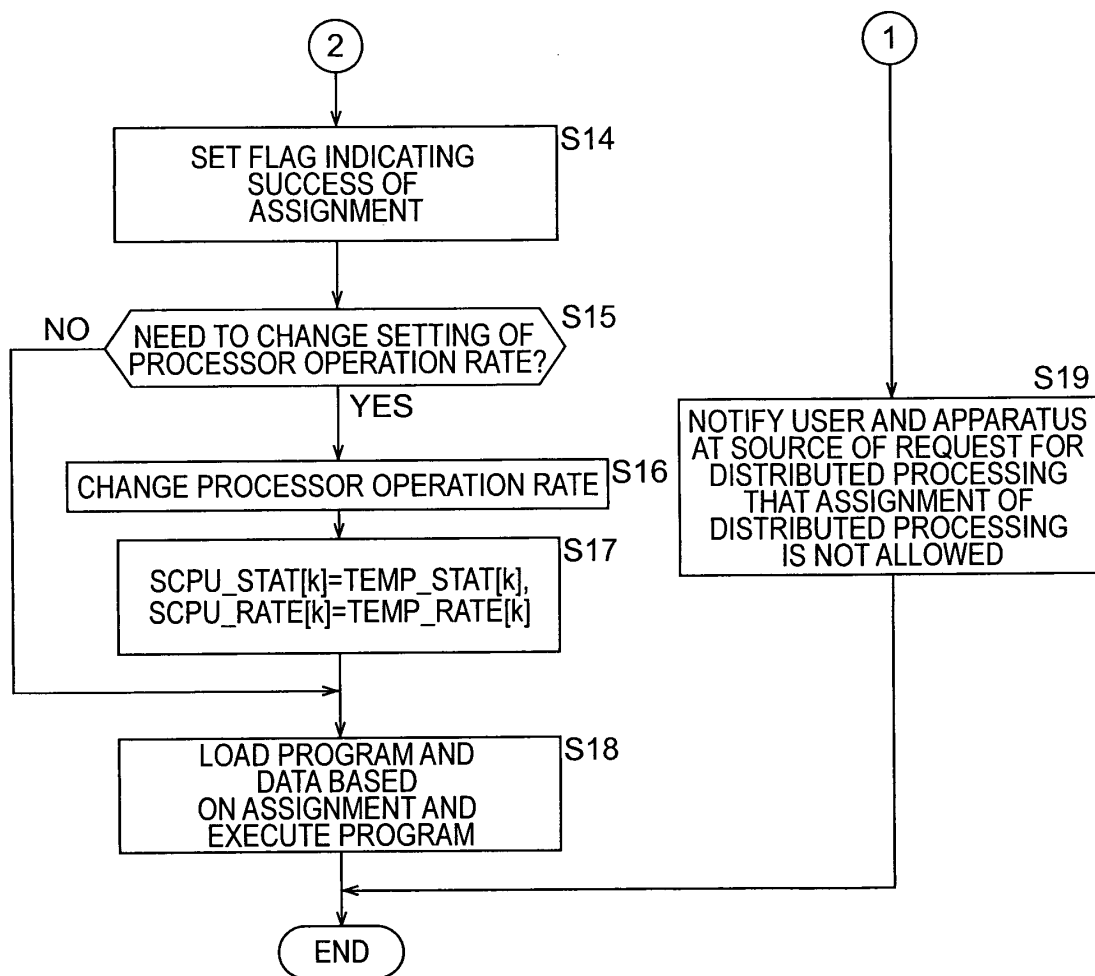 2
1
S14
SET FLAG INDICATING
SUCCESS OF
ASSIGNMENT
S15
NO
NEED TO CHANGE SETTING OF
PROCESSOR OPERATION RATE?
YES
S16
CHANGE PROCESSOR OPERATION RATE
S17
SCPU_STAT[k]=TEMP_STAT[k],
SCPU_RATE[k]=TEMP_RATE[k]
S18
LOAD PROGRAM AND
DATA BASED
ON ASSIGNMENT AND
EXECUTE PROGRAM
S19
NOTIFY USER AND APPARATUS
AT SOURCE OF REQUEST FOR
DISTRIBUTED PROCESSING
THAT ASSIGNMENT OF
DISTRIBUTED PROCESSING
IS NOT ALLOWED
END